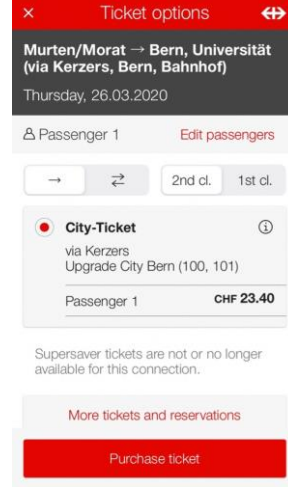 Ticket options
Murten/Morat → Bern, Universität
(via Kerzers, Bern, Bahnhof)
Thursday, 26.03.2020
Passenger 1 Edit passengers
→ ⇄ 2nd cl. 1st cl.
City-Ticket
via Kerzers
Upgrade City Bern (100, 101)
Passenger 1 CHF 23.40
Supersaver tickets are not or no longer
available for this connection.
More tickets and reservations
Purchase ticket